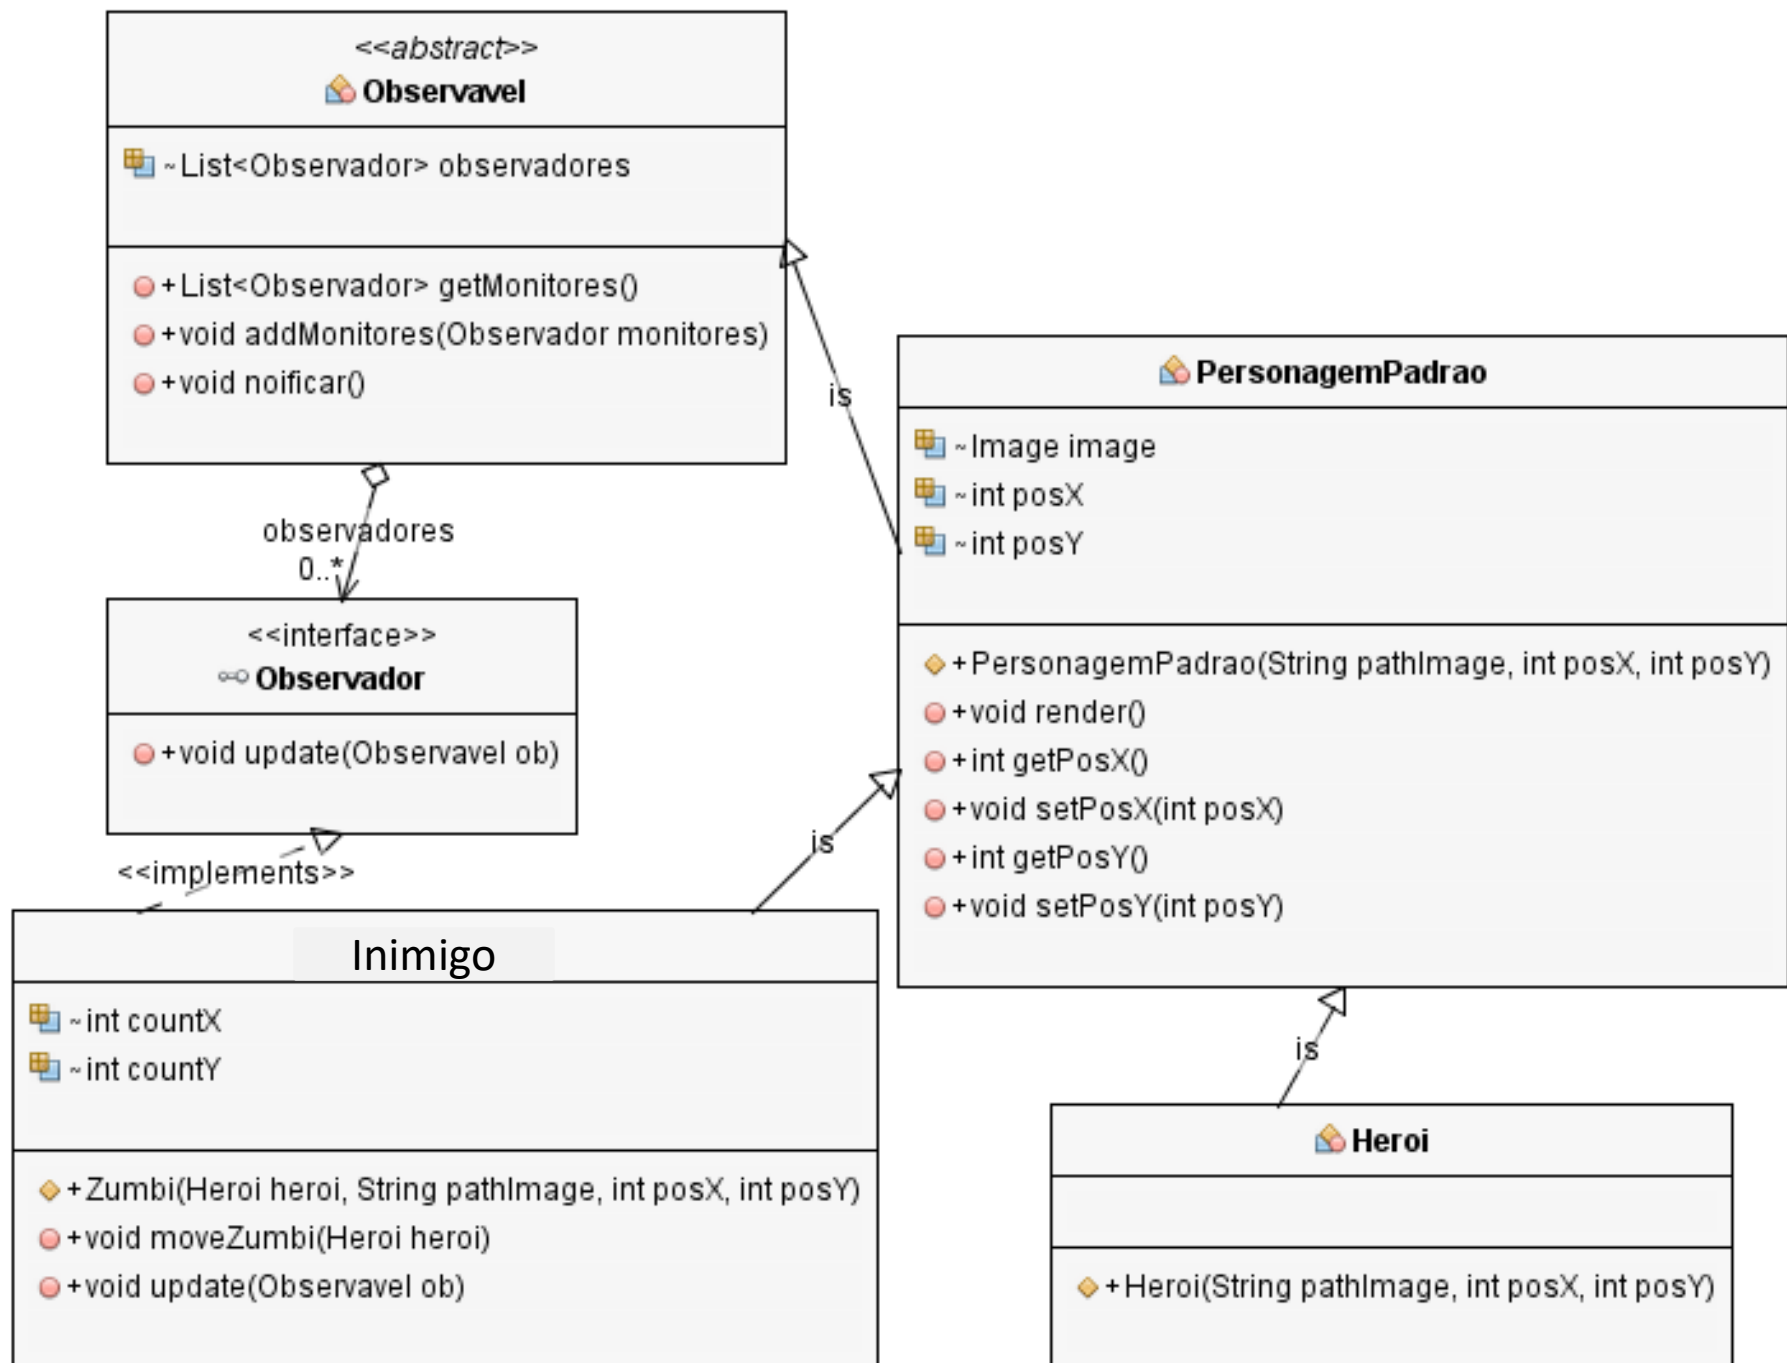 <<abstract>>
Observavel
~List<Observador> observadores
+List<Observador> getMonitores()
+void addMonitores(Observador monitores)
+void noificar()
observadores
0..*
<<interface>>
Observador
+void update(Observavel ob)
<<implements>>
is
PersonagemPadrao
~Image image
~int posX
~int posY
+PersonagemPadrao(String pathImage, int posX, int posY)
+void render()
+int getPosX()
+void setPosX(int posX)
+int getPosY()
+void setPosY(int posY)
is
Inimigo
~int countX
~int countY
+Zumbi(Heroi heroi, String pathImage, int posX, int posY)
+void moveZumbi(Heroi heroi)
+void update(Observavel ob)
is
Heroi
+Heroi(String pathImage, int posX, int posY)